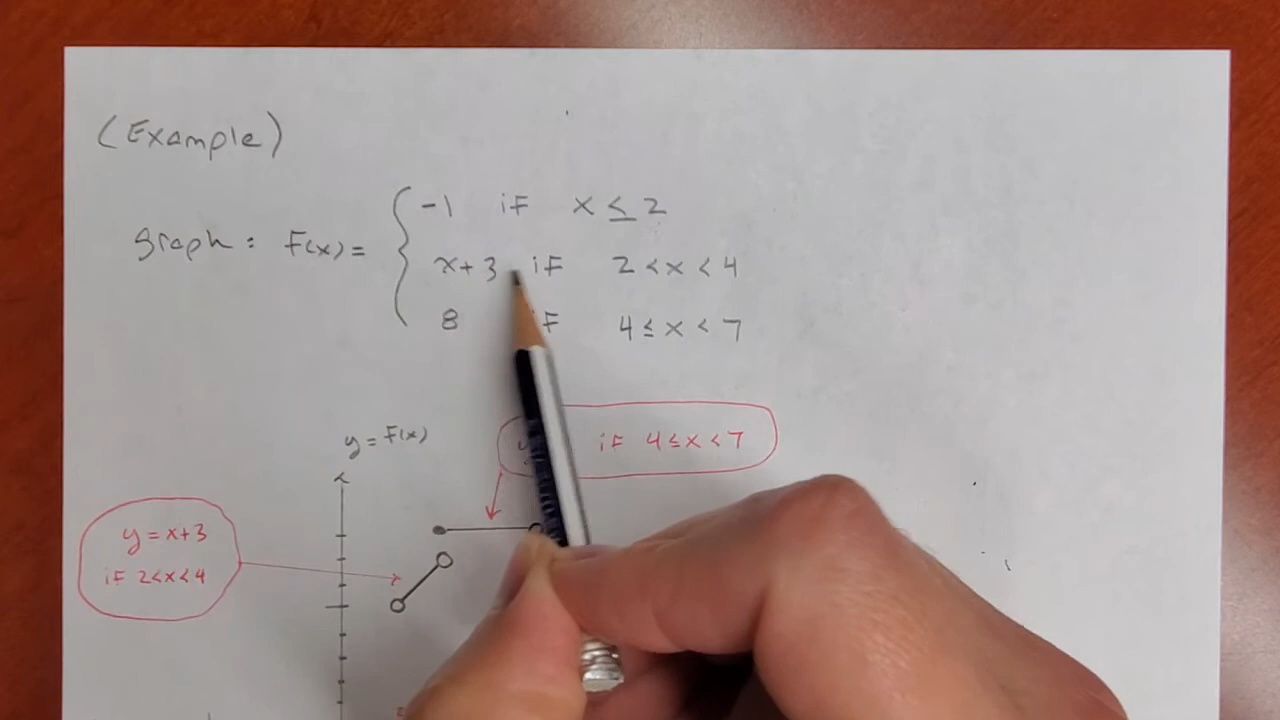 (Example)
graph: F(x)=
-1 if x ≤ 2
x+3 if 2<x<4
8 if 4≤x<7
y=F(x)
if 4≤x<7
y=x+3
if 2<x<4